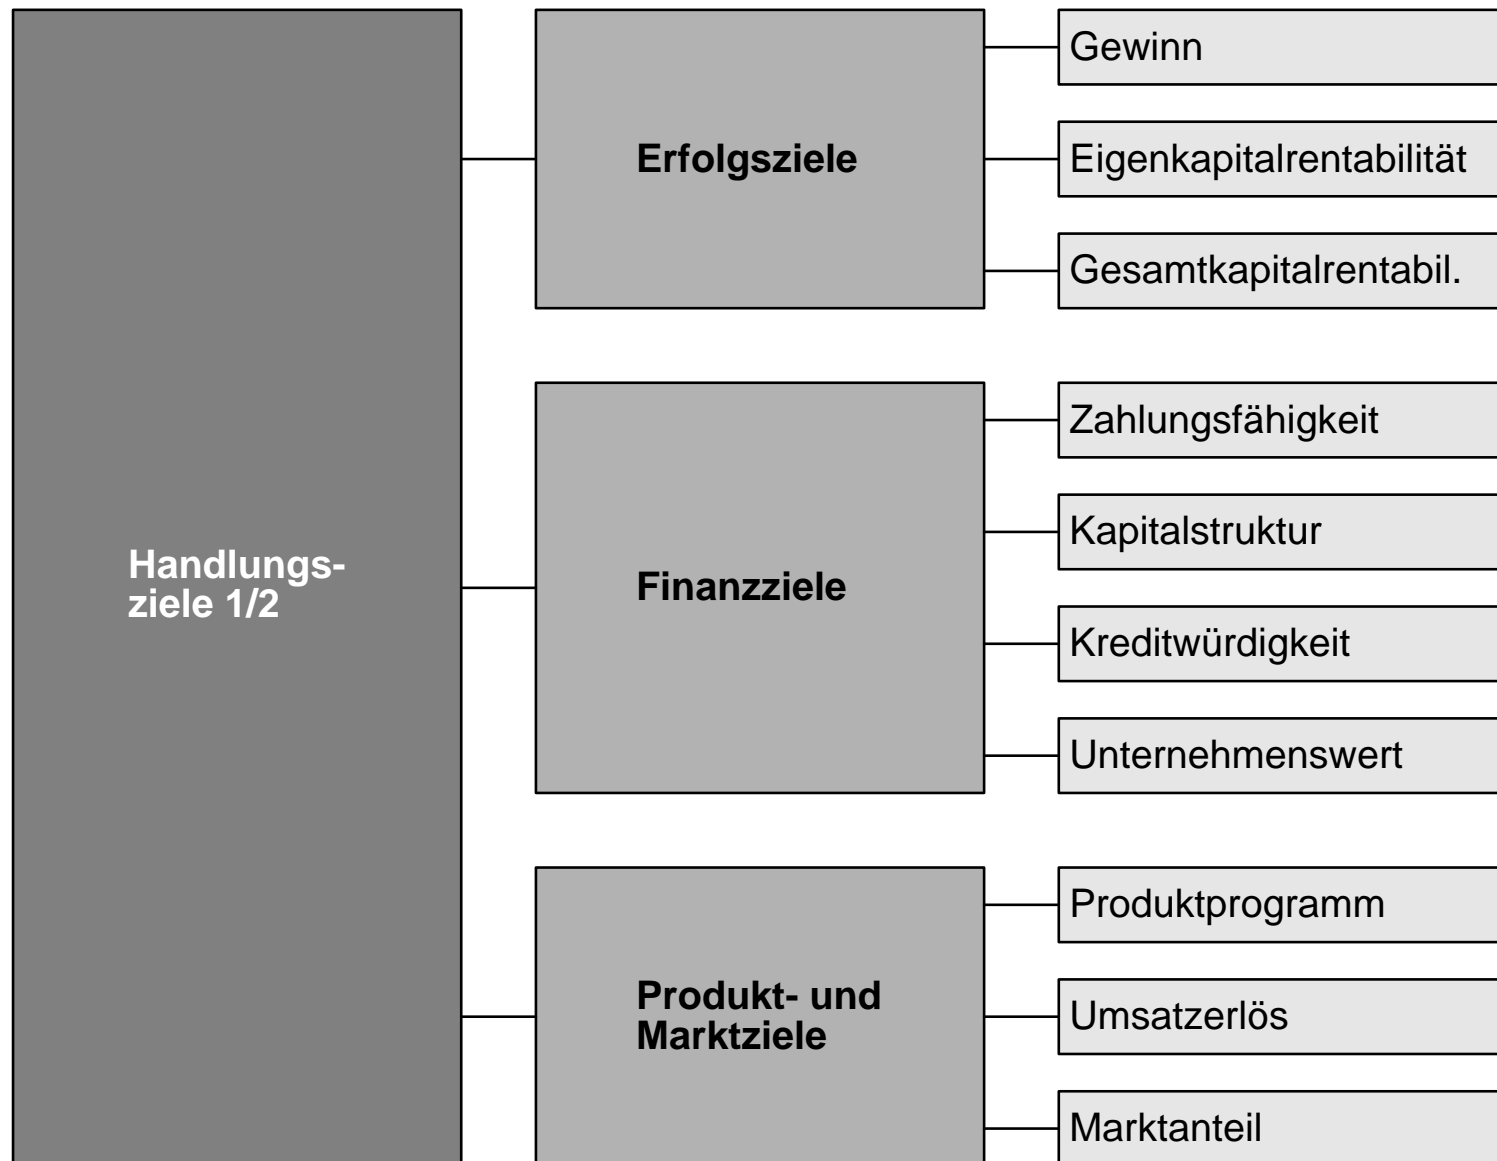 Handlungs-
ziele 1/2
Erfolgsziele
Gewinn
Eigenkapitalrentabilität
Gesamtkapitalrentabil.
Finanzziele
Zahlungsfähigkeit
Kapitalstruktur
Kreditwürdigkeit
Unternehmenswert
Produkt- und
Marktziele
Produktprogramm
Umsatzerlös
Marktanteil